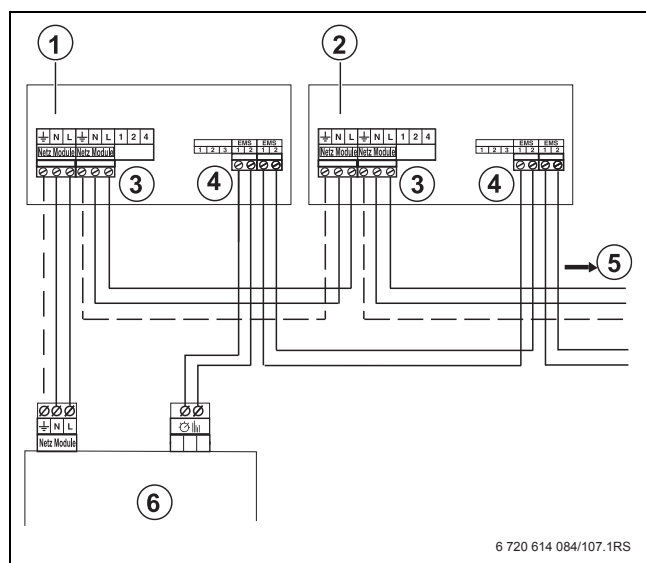 1
2
⏚ N L ⏚ N L 1 2 4
Netz Module Netz Module
3
1 2 3
EMS EMS
1 2 1 2
4
⏚ N L ⏚ N L 1 2 4
Netz Module Netz Module
3
1 2 3
EMS EMS
1 2 1 2
4
5
⏚ N L
Netz Module
6
6 720 614 084/107.1RS